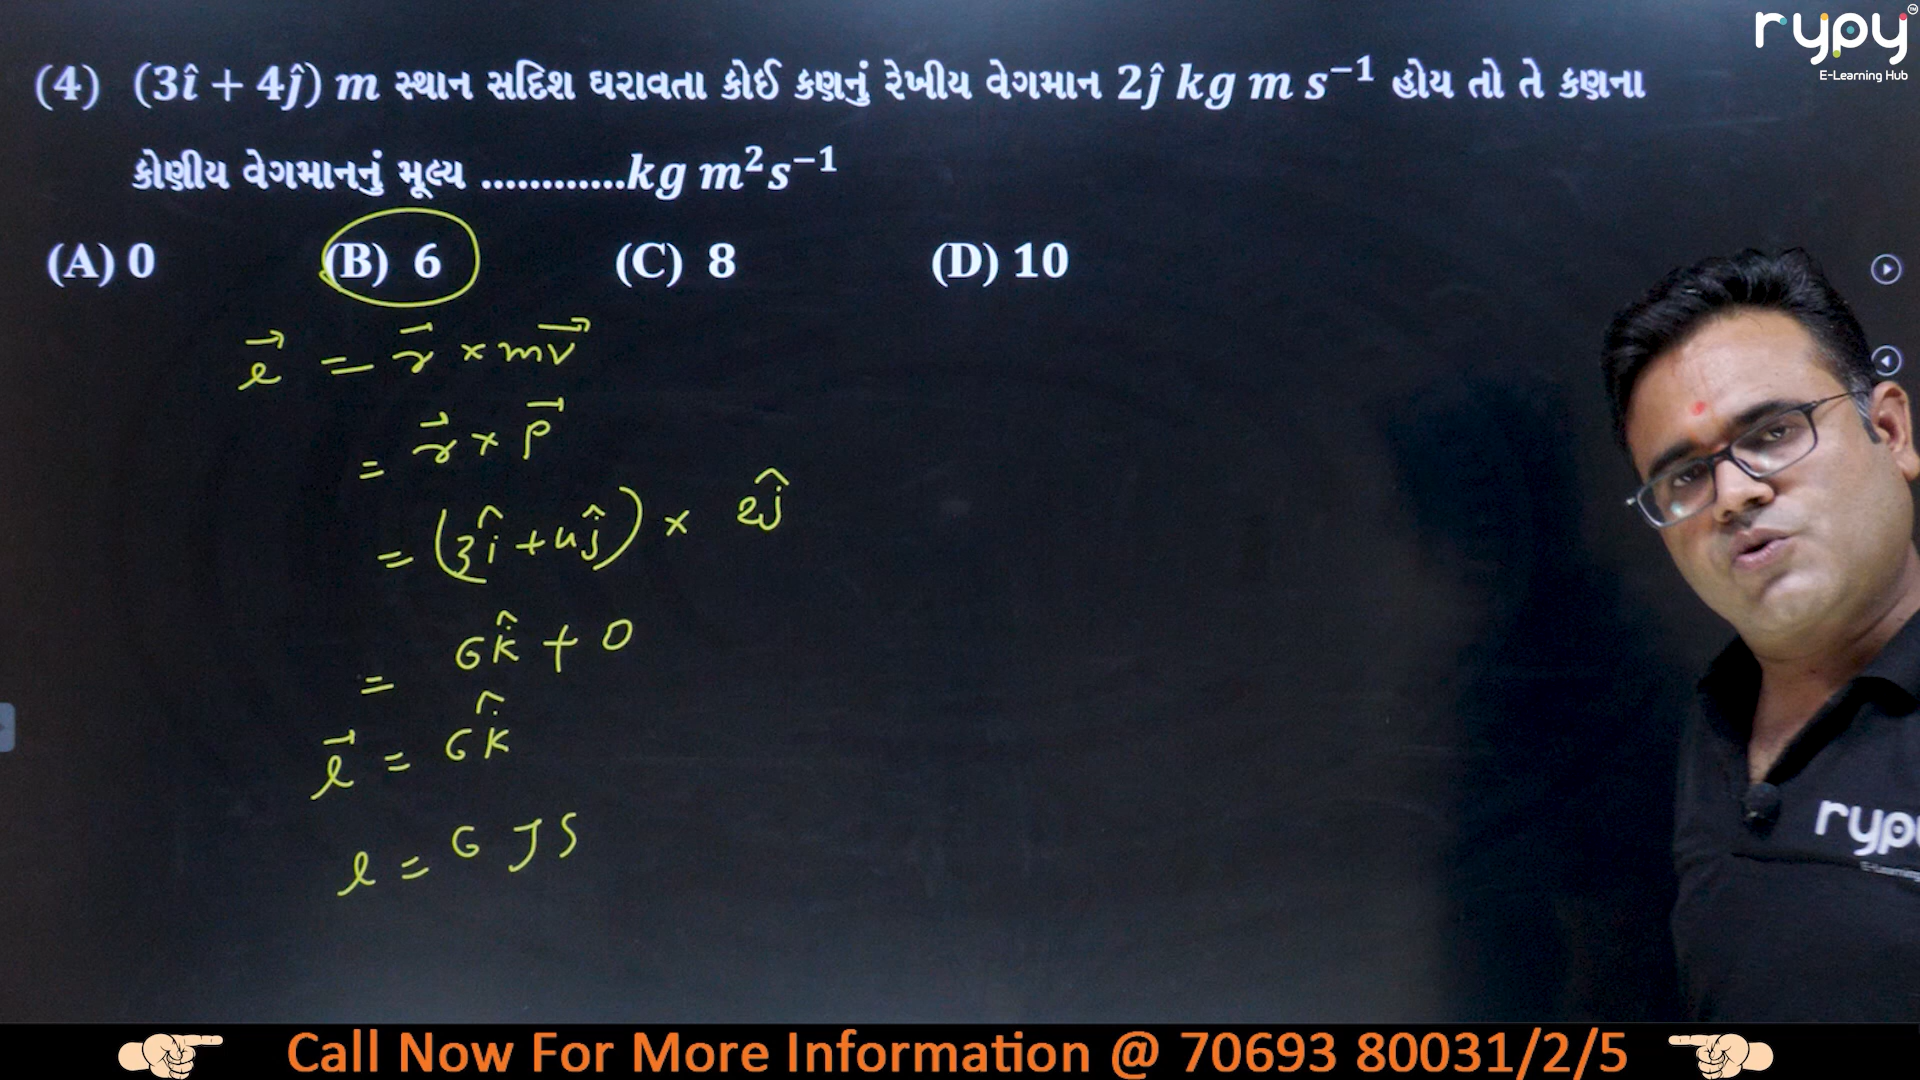 rypy™
E-Learning Hub
(4) (3î + 4ĵ) m સ્થાન સદિશ ધરાવતા કોઈ કણનું રેખીય વેગમાન 2ĵ kg m s⁻¹ હોય તો તે કણના
કોણીય વેગમાનનું મૂલ્ય ............kg m²s⁻¹
(A) 0 (B) 6 (C) 8 (D) 10
l⃗ = r⃗ × mv⃗
= r⃗ × p⃗
= (3î + 4ĵ) × 2ĵ
= 6k̂ + 0
l⃗ = 6k̂
l = 6 JS
Call Now For More Information @ 70693 80031/2/5